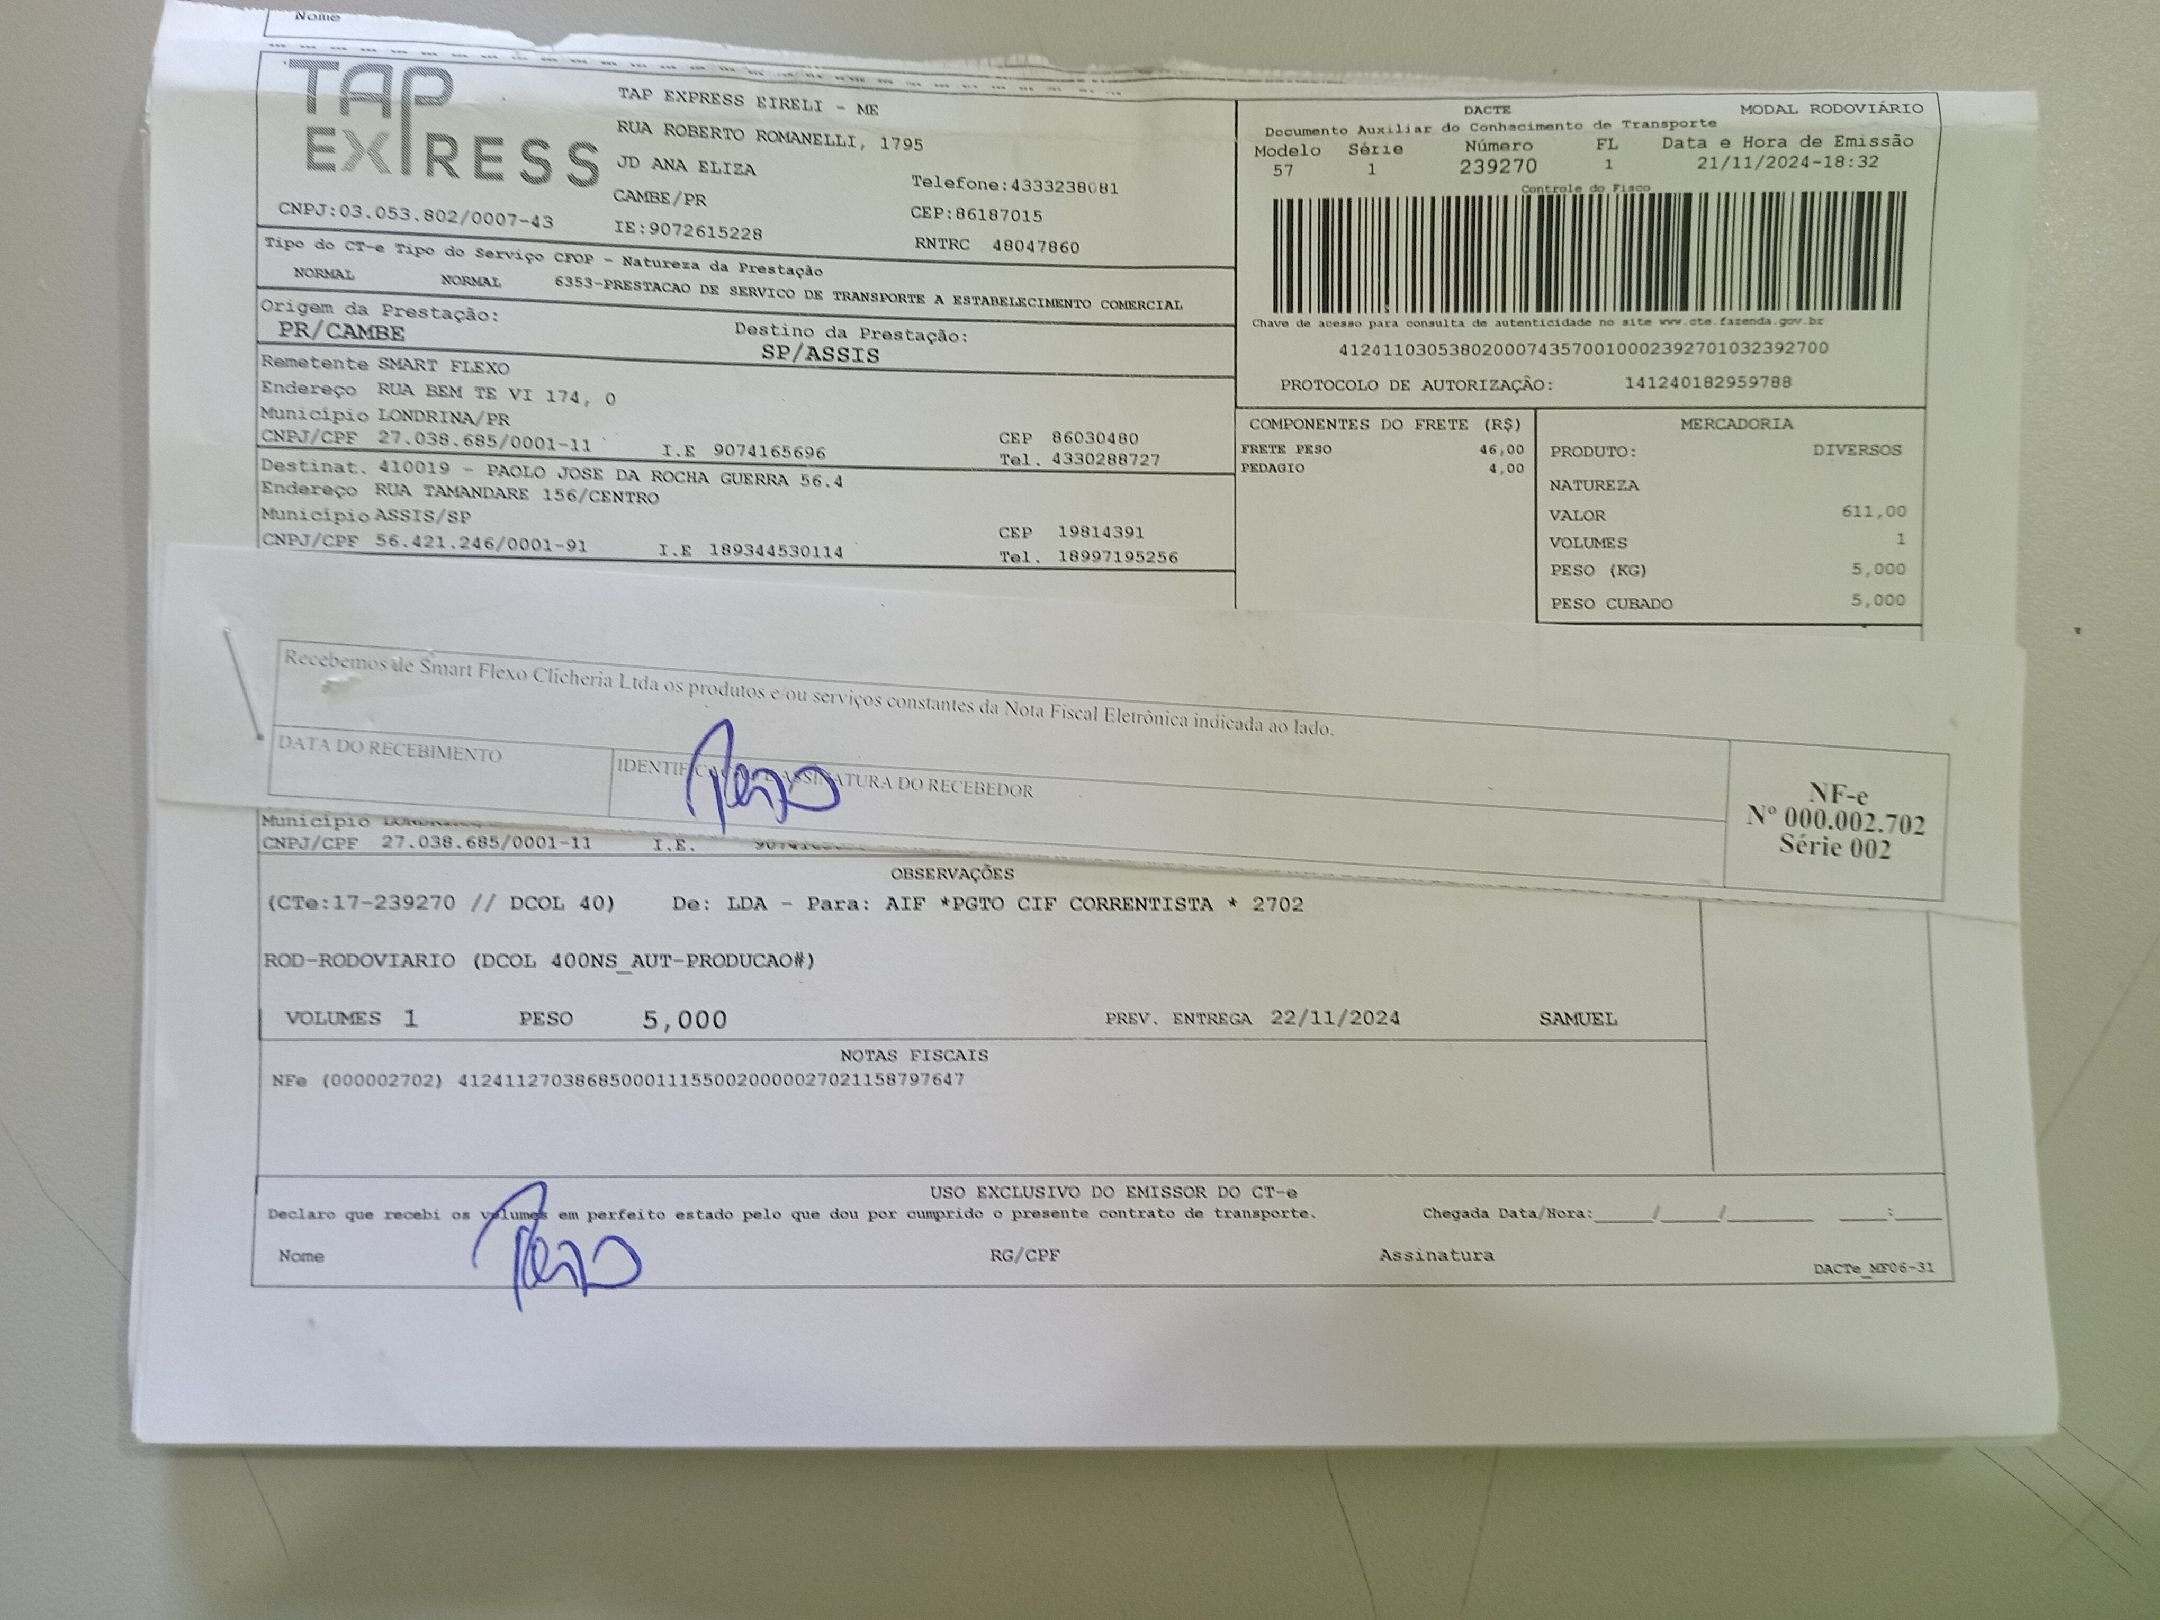 Nome
TAP EXPRESS
TAP EXPRESS EIRELI - ME
RUA ROBERTO ROMANELLI, 1795
JD ANA ELIZA
CAMBE/PR
Telefone:4333238081
CEP:86187015
CNPJ:03.053.802/0007-43
IE:9072615228
RNTRC 48047860
DACTE
MODAL RODOVIÁRIO
Documento Auxiliar do Conhecimento de Transporte
Modelo Série Número FL Data e Hora de Emissão
57 1 239270 1 21/11/2024-18:32
Controle do Fisco
Chave de acesso para consulta de autenticidade no site www.cte.fazenda.gov.br
41241103053802000743570010002392701032392700
PROTOCOLO DE AUTORIZAÇÃO: 141240182959788
Tipo do CT-e Tipo do Serviço CFOP - Natureza da Prestação
NORMAL NORMAL 6353-PRESTACAO DE SERVICO DE TRANSPORTE A ESTABELECIMENTO COMERCIAL
Origem da Prestação: Destino da Prestação:
PR/CAMBE SP/ASSIS
Remetente SMART FLEXO
Endereço RUA BEM TE VI 174, 0
Município LONDRINA/PR CEP 86030480
CNPJ/CPF 27.038.685/0001-11 I.E 9074165696 Tel. 4330288727
Destinat. 410019 - PAOLO JOSE DA ROCHA GUERRA 56.4
Endereço RUA TAMANDARE 156/CENTRO
Município ASSIS/SP CEP 19814391
CNPJ/CPF 56.421.246/0001-91 I.E 189344530114 Tel. 18997195256
COMPONENTES DO FRETE (R$)
FRETE PESO 46,00
PEDAGIO 4,00
MERCADORIA
PRODUTO: DIVERSOS
NATUREZA
VALOR 611,00
VOLUMES 1
PESO (KG) 5,000
PESO CUBADO 5,000
Recebemos de Smart Flexo Clicheria Ltda os produtos e/ou serviços constantes da Nota Fiscal Eletrônica indicada ao lado.
DATA DO RECEBIMENTO
ASSINATURA DO RECEBEDOR
NF-e
Nº 000.002.702
Série 002
Município
CNPJ/CPF 27.038.685/0001-11 I.E.
OBSERVAÇÕES
(CTe:17-239270 // DCOL 40) De: LDA - Para: AIF *PGTO CIF CORRENTISTA * 2702
ROD-RODOVIARIO (DCOL 400NS_AUT-PRODUCAO#)
VOLUMES 1 PESO 5,000 PREV. ENTREGA 22/11/2024 SAMUEL
NOTAS FISCAIS
NFe (000002702) 41241127038685000111550020000027021158797647
USO EXCLUSIVO DO EMISSOR DO CT-e
Declaro que recebi os volumes em perfeito estado pelo que dou por cumprido o presente contrato de transporte. Chegada Data/Hora:_____/_____/_______ ____:____
Nome RG/CPF Assinatura
DACTe_MF06-31